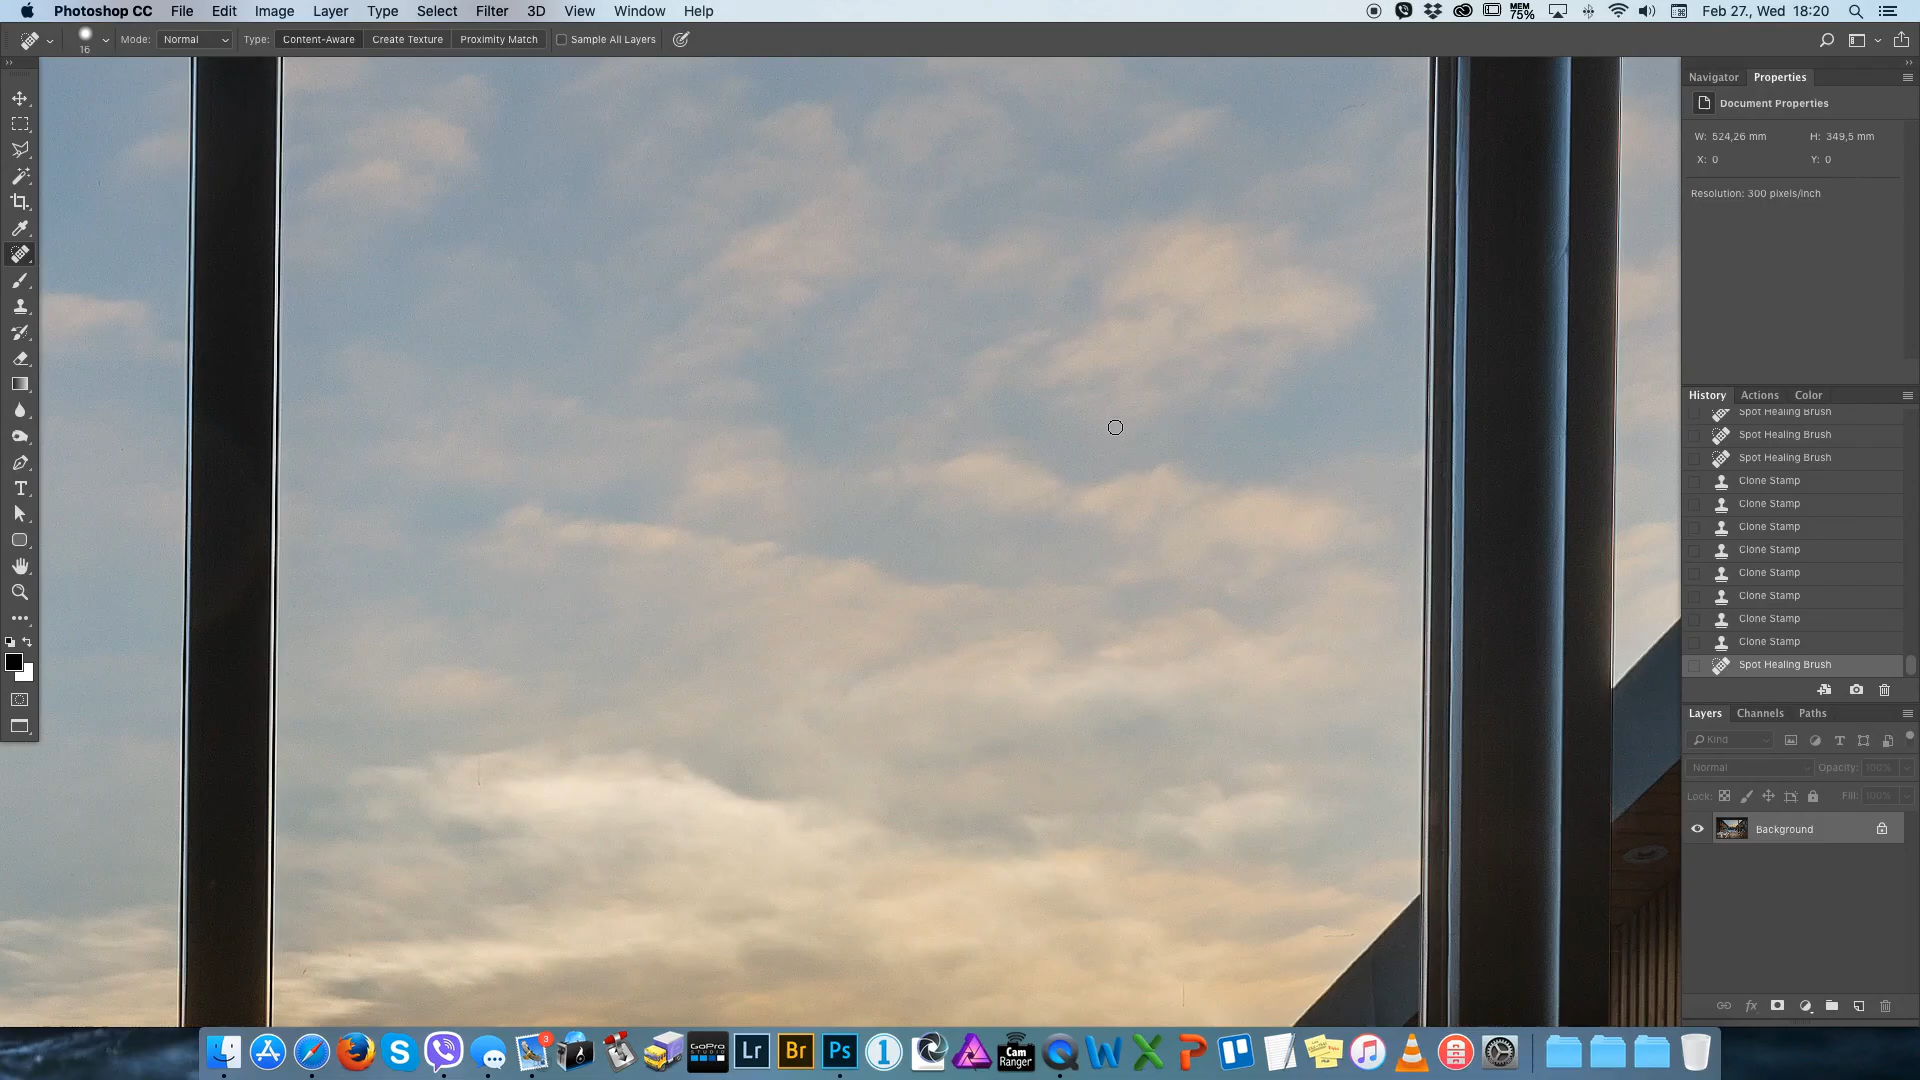 Photoshop CC File Edit Image Layer Type Select Filter 3D View Window Help MEM 75% Feb 27., Wed 18:20
16 Mode: Normal Type: Content-Aware Create Texture Proximity Match Sample All Layers
Navigator Properties
Document Properties
W: 524,26 mm H: 349,5 mm
X: 0 Y: 0
Resolution: 300 pixels/inch
History Actions Color
Spot Healing Brush
Spot Healing Brush
Spot Healing Brush
Clone Stamp
Clone Stamp
Clone Stamp
Clone Stamp
Clone Stamp
Clone Stamp
Clone Stamp
Clone Stamp
Spot Healing Brush
Layers Channels Paths
Kind
Normal Opacity: 100%
Lock: Fill: 100%
Background
3
GoPro
STUDIO
Lr Br Ps 1
Cam
Ranger